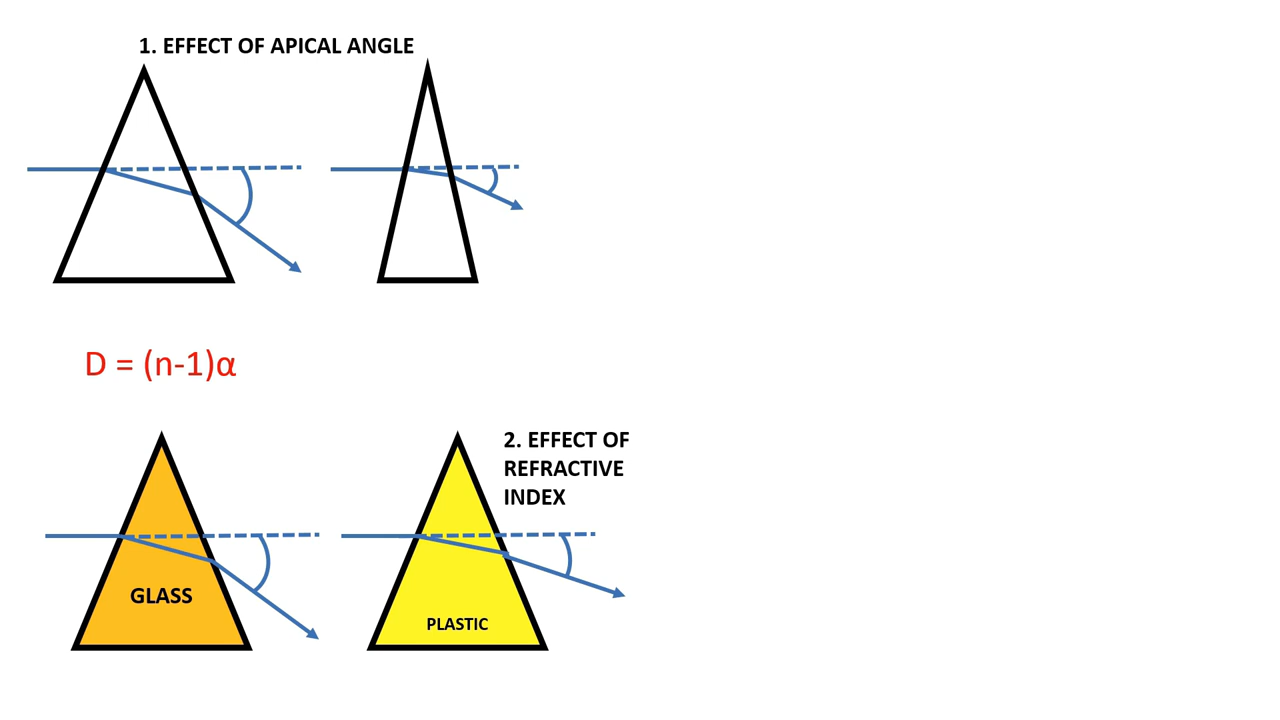 1. EFFECT OF APICAL ANGLE
D = (n-1)α
2. EFFECT OF
REFRACTIVE
INDEX
GLASS
PLASTIC